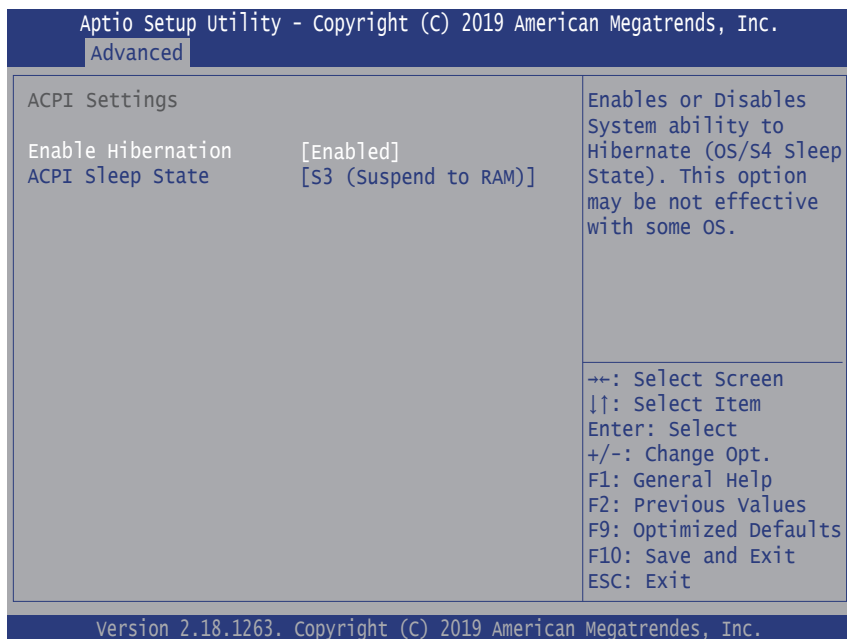 Aptio Setup Utility - Copyright (C) 2019 American Megatrends, Inc.
Advanced
ACPI Settings
Enable Hibernation [Enabled]
ACPI Sleep State [S3 (Suspend to RAM)]
Enables or Disables
System ability to
Hibernate (OS/S4 Sleep
State). This option
may be not effective
with some OS.
→←: Select Screen
↓↑: Select Item
Enter: Select
+/-: Change Opt.
F1: General Help
F2: Previous Values
F9: Optimized Defaults
F10: Save and Exit
ESC: Exit
Version 2.18.1263. Copyright (C) 2019 American Megatrendes, Inc.